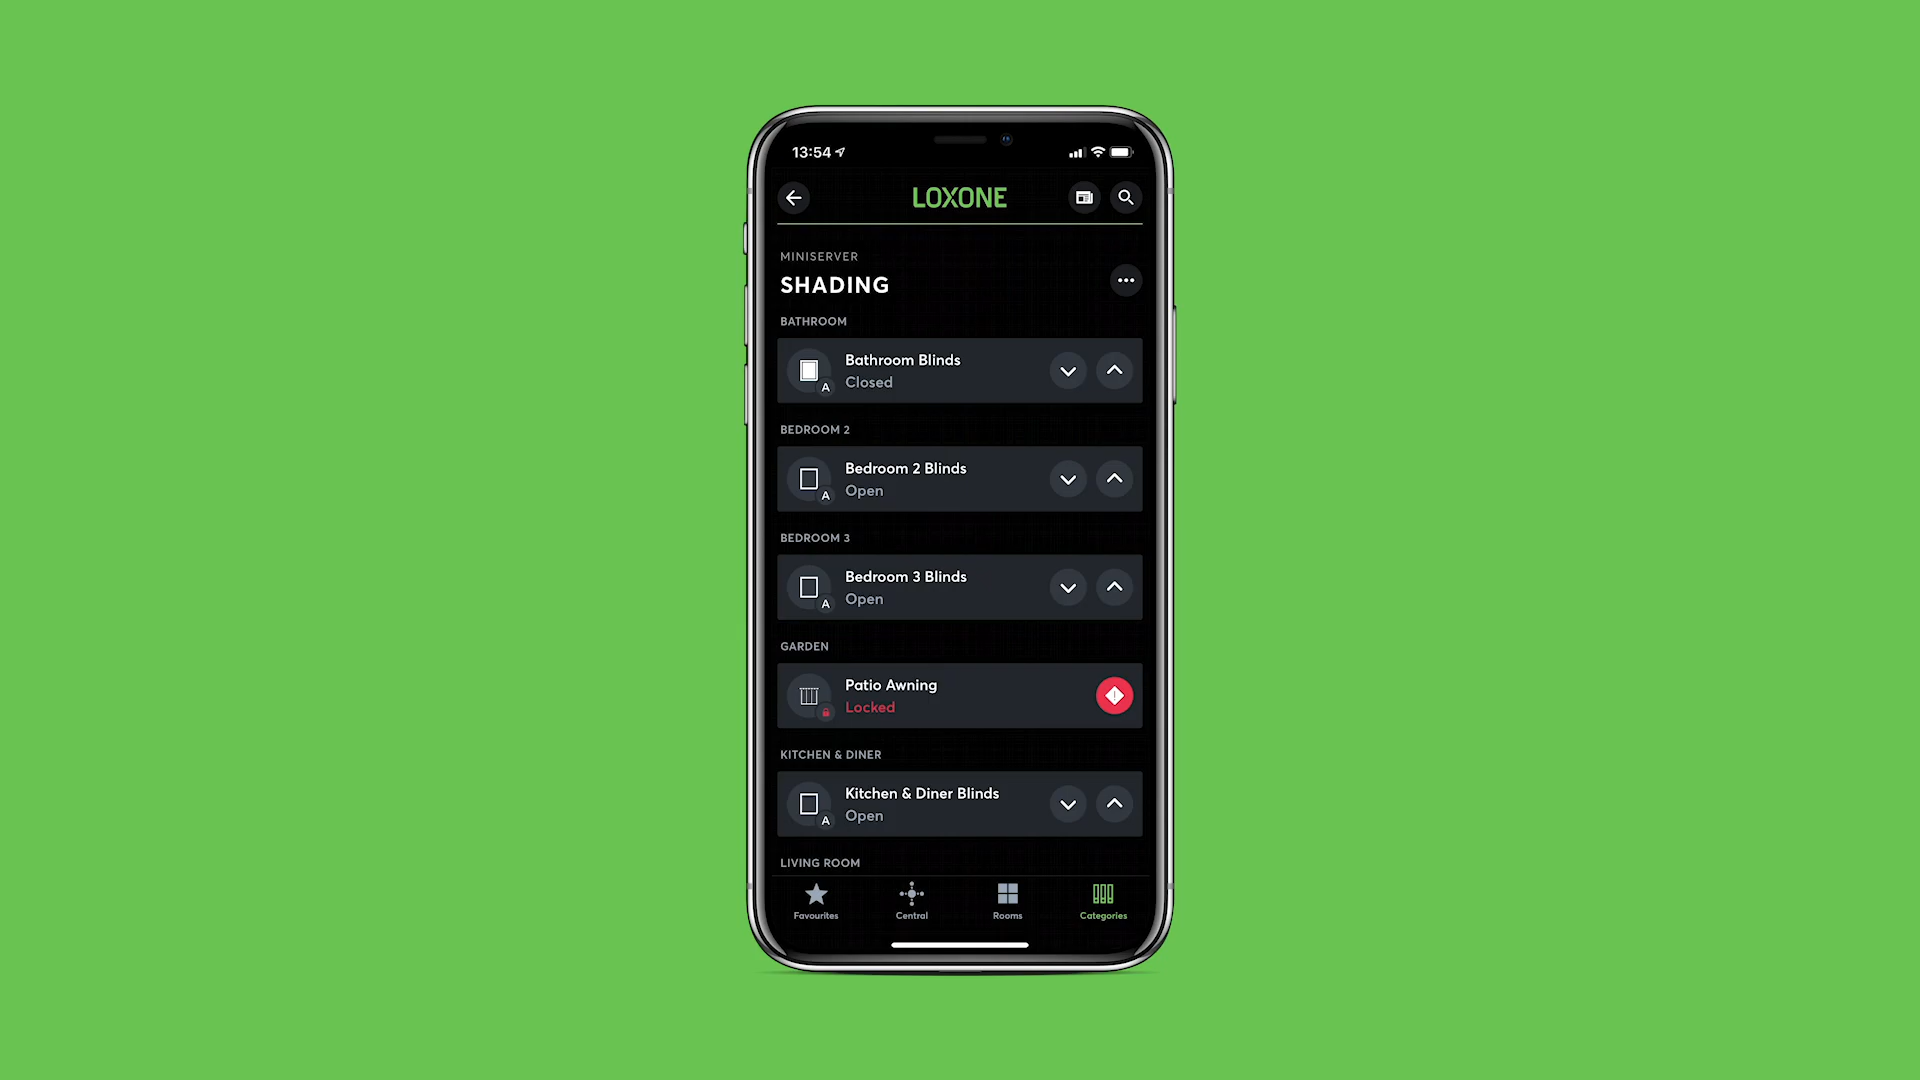 13:54
LOXONE
MINISERVER
SHADING
BATHROOM
Bathroom Blinds
Closed
A
BEDROOM 2
Bedroom 2 Blinds
Open
A
BEDROOM 3
Bedroom 3 Blinds
Open
A
GARDEN
Patio Awning
Locked
KITCHEN & DINER
Kitchen & Diner Blinds
Open
A
LIVING ROOM
Favourites Central Rooms Categories